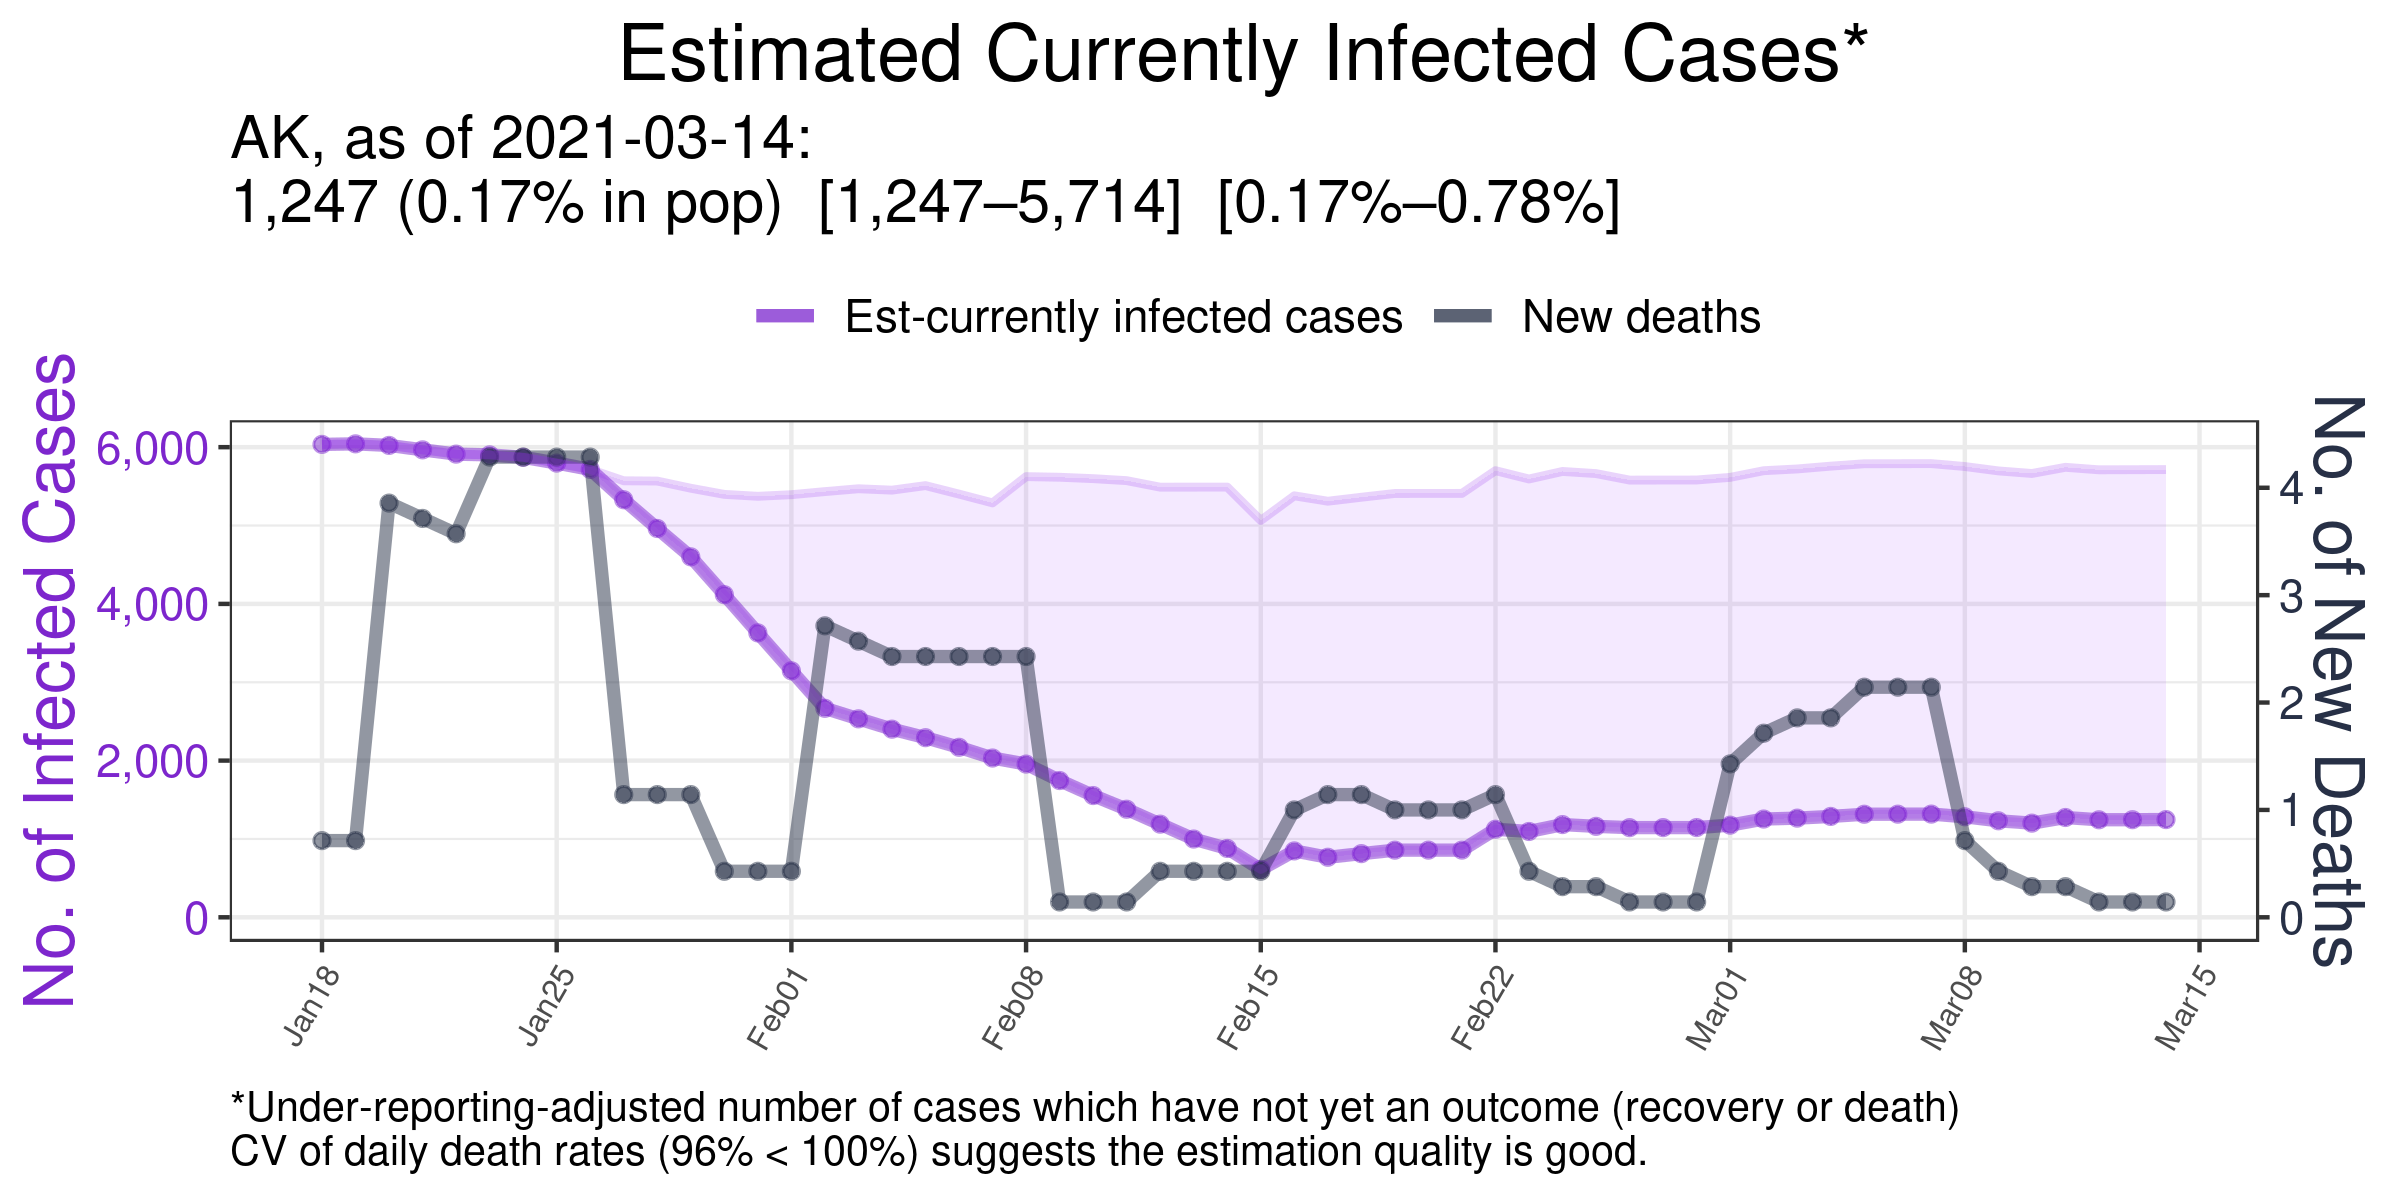 Estimated Currently Infected Cases*
AK, as of 2021-03-14:
1,247 (0.17% in pop)  [1,247–5,714]  [0.17%–0.78%]
Est-currently infected cases
New deaths
No. of Infected Cases
6,000
4,000
2,000
0
No. of New Deaths
4
3
2
1
0
Jan18
Jan25
Feb01
Feb08
Feb15
Feb22
Mar01
Mar08
Mar15
*Under-reporting-adjusted number of cases which have not yet an outcome (recovery or death)
CV of daily death rates (96% < 100%) suggests the estimation quality is good.